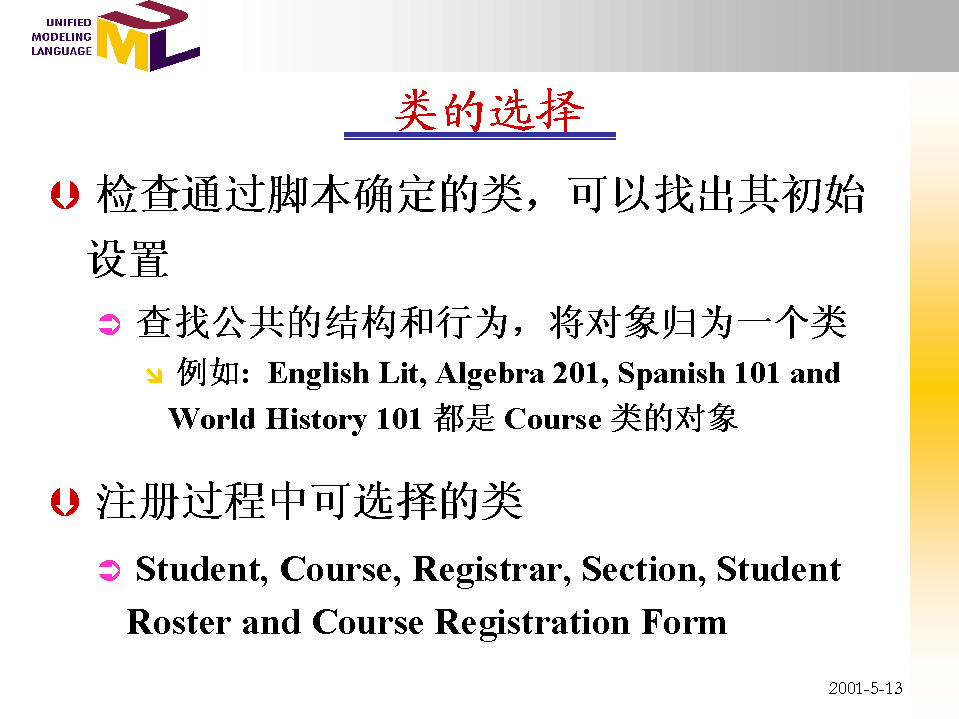 UNIFIED
MODELING
LANGUAGE
UML
类的选择
检查通过脚本确定的类，可以找出其初始
设置
查找公共的结构和行为，将对象归为一个类
例如：English Lit, Algebra 201, Spanish 101 and
World History 101 都是 Course 类的对象
注册过程中可选择的类
Student, Course, Registrar, Section, Student
Roster and Course Registration Form
2001-5-13